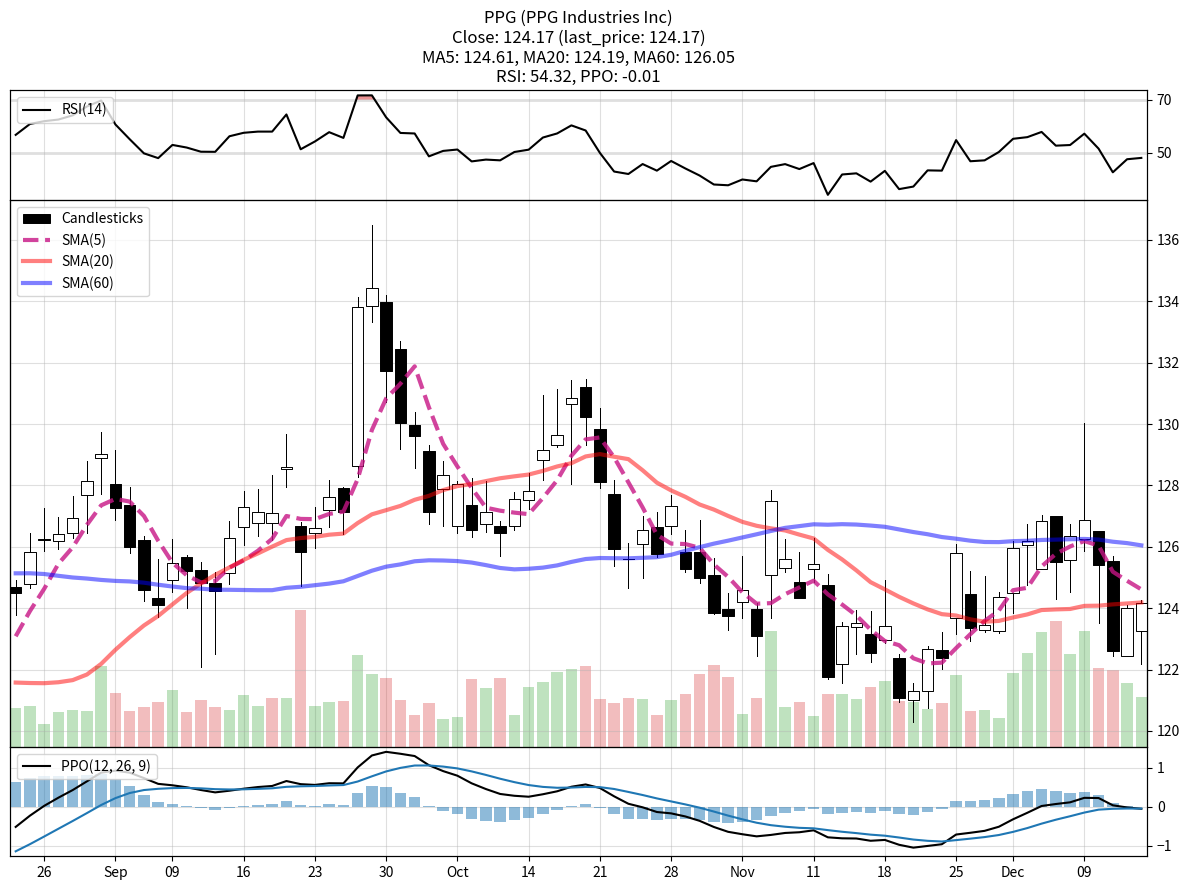 PPG (PPG Industries Inc)
Close: 124.17 (last_price: 124.17)
MA5: 124.61, MA20: 124.19, MA60: 126.05
RSI: 54.32, PPO: -0.01
RSI(14)
70
50
Candlesticks
SMA(5)
SMA(20)
SMA(60)
136
134
132
130
128
126
124
122
120
PPO(12, 26, 9)
1
0
−1
26 Sep 09 16 23 30 Oct 14 21 28 Nov 11 18 25 Dec 09